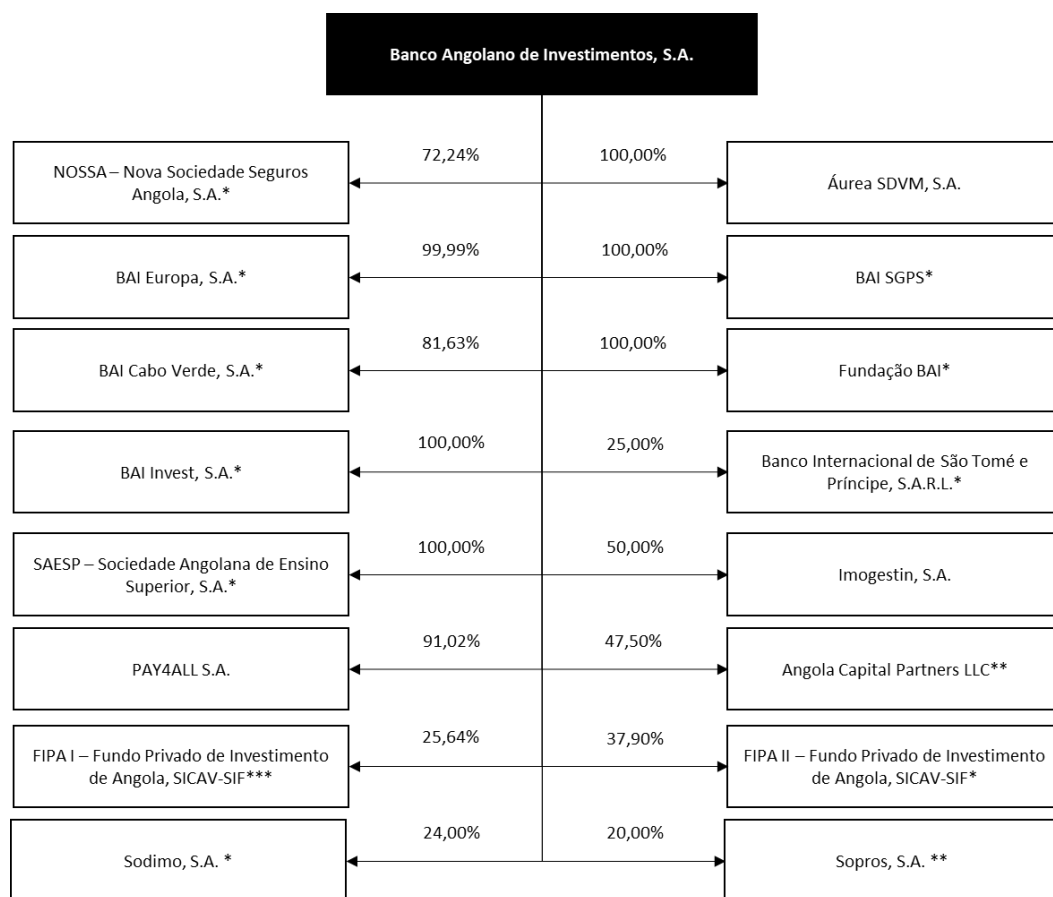 Banco Angolano de Investimentos, S.A.
72,24%
100,00%
NOSSA – Nova Sociedade Seguros
Angola, S.A.*
Áurea SDVM, S.A.
99,99%
100,00%
BAI Europa, S.A.*
BAI SGPS*
81,63%
100,00%
BAI Cabo Verde, S.A.*
Fundação BAI*
100,00%
25,00%
BAI Invest, S.A.*
Banco Internacional de São Tomé e
Príncipe, S.A.R.L.*
100,00%
50,00%
SAESP – Sociedade Angolana de Ensino
Superior, S.A.*
Imogestin, S.A.
91,02%
47,50%
PAY4ALL S.A.
Angola Capital Partners LLC**
25,64%
37,90%
FIPA I – Fundo Privado de Investimento
de Angola, SICAV-SIF***
FIPA II – Fundo Privado de Investimento
de Angola, SICAV-SIF*
24,00%
20,00%
Sodimo, S.A. *
Sopros, S.A. **